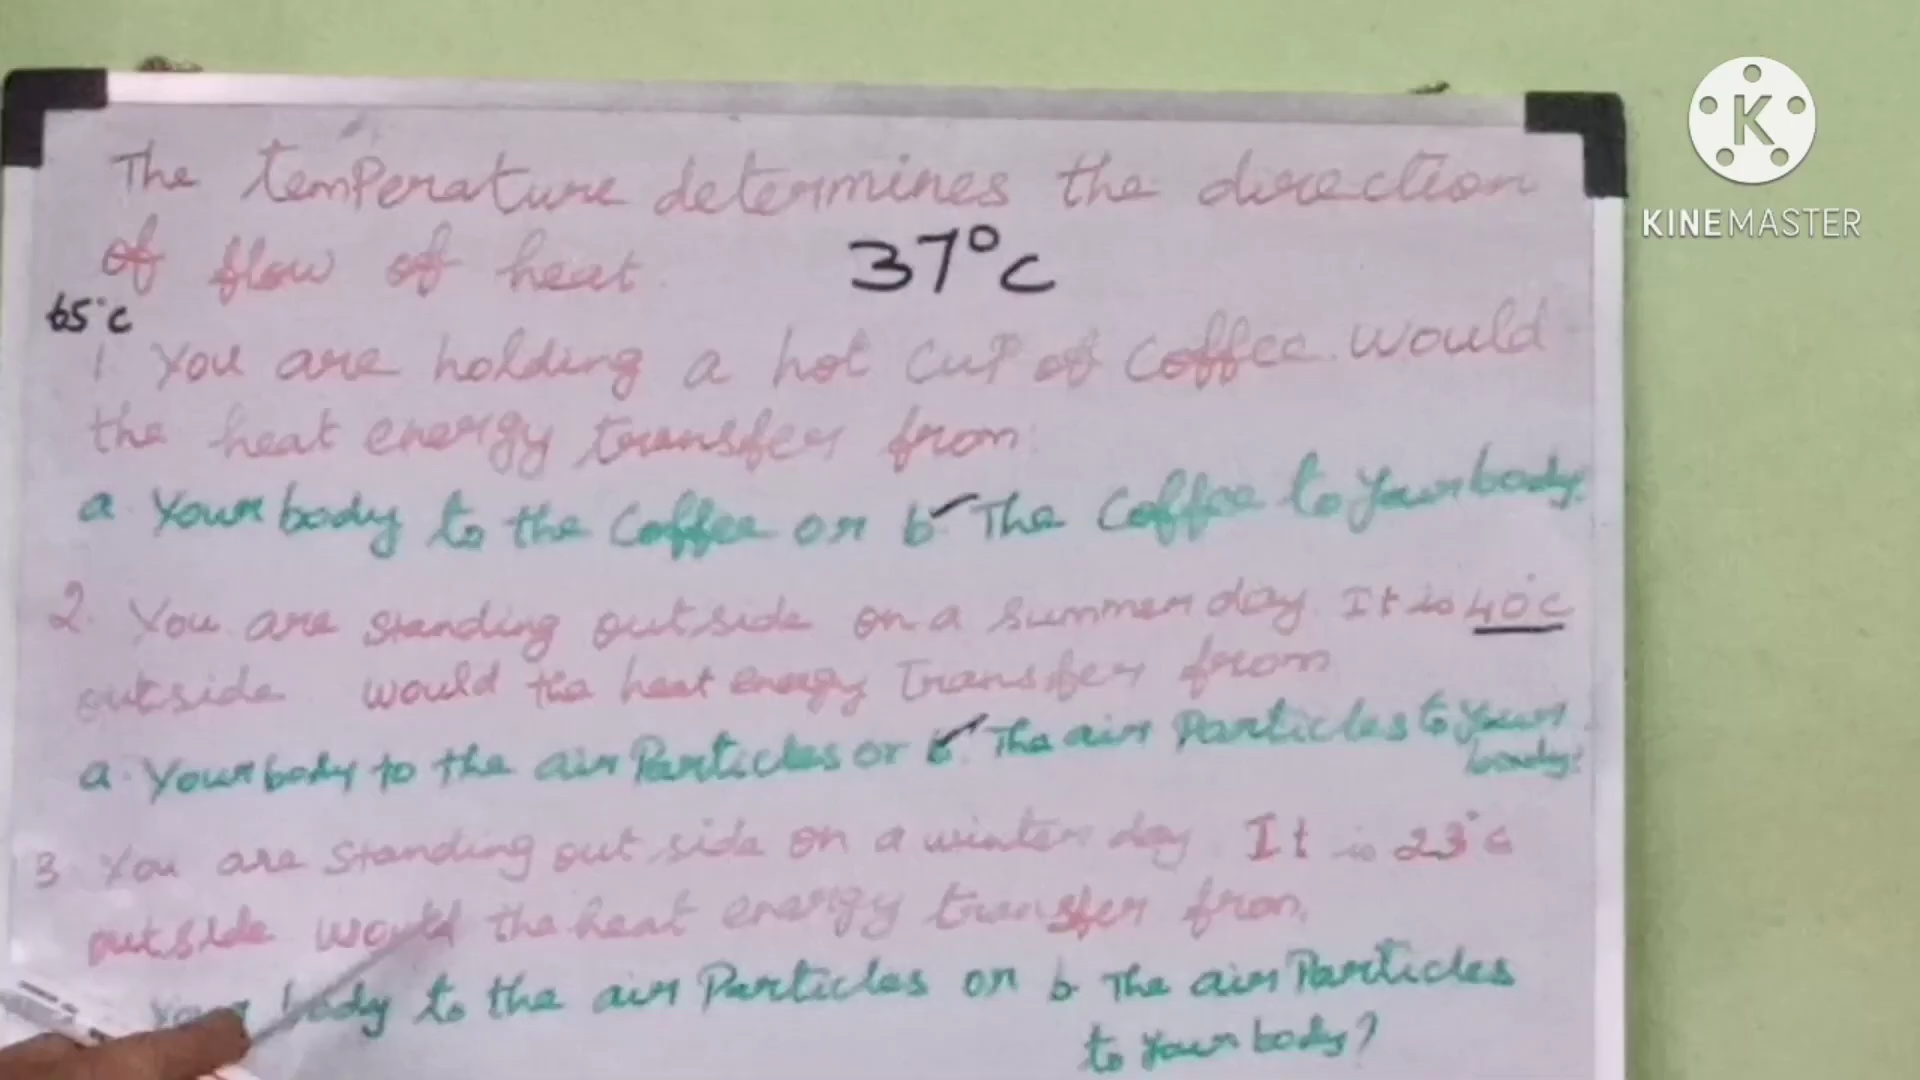 The temperature determines the direction
of flow of heat. 37°C
65°C
1. You are holding a hot cup of coffee. Would
the heat energy transfer from:
a. Your body to the Coffee or b. The Coffee to your body.
2. You are standing outside on a summer day. It is 40°C
outside would the heat energy Transfer from
a. Your body to the air Particles or b. The air Particles to your
body.
3 You are standing out side on a winter day. It is 23°C
outside would the heat energy transfer from.
Your body to the air Particles or b. The air Particles
to your body?
K
KINEMASTER